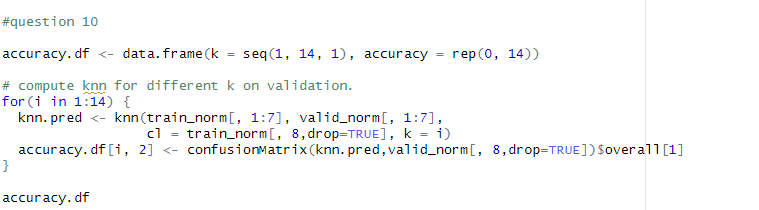 #question 10
accuracy.df <- data.frame(k = seq(1, 14, 1), accuracy = rep(0, 14))
# compute knn for different k on validation.
for(i in 1:14) {
knn.pred <- knn(train_norm[, 1:7], valid_norm[, 1:7],
cl = train_norm[, 8,drop=TRUE], k = i)
accuracy.df[i, 2] <- confusionMatrix(knn.pred,valid_norm[, 8,drop=TRUE])$overall[1]
}
accuracy.df